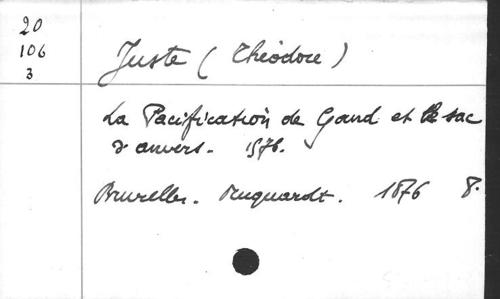 20
106
3
Juste (Théodore)
La Pacification de Gand et le sac
d'anvers. 1576.
Bruxelles. Muquardt. 1876 8.